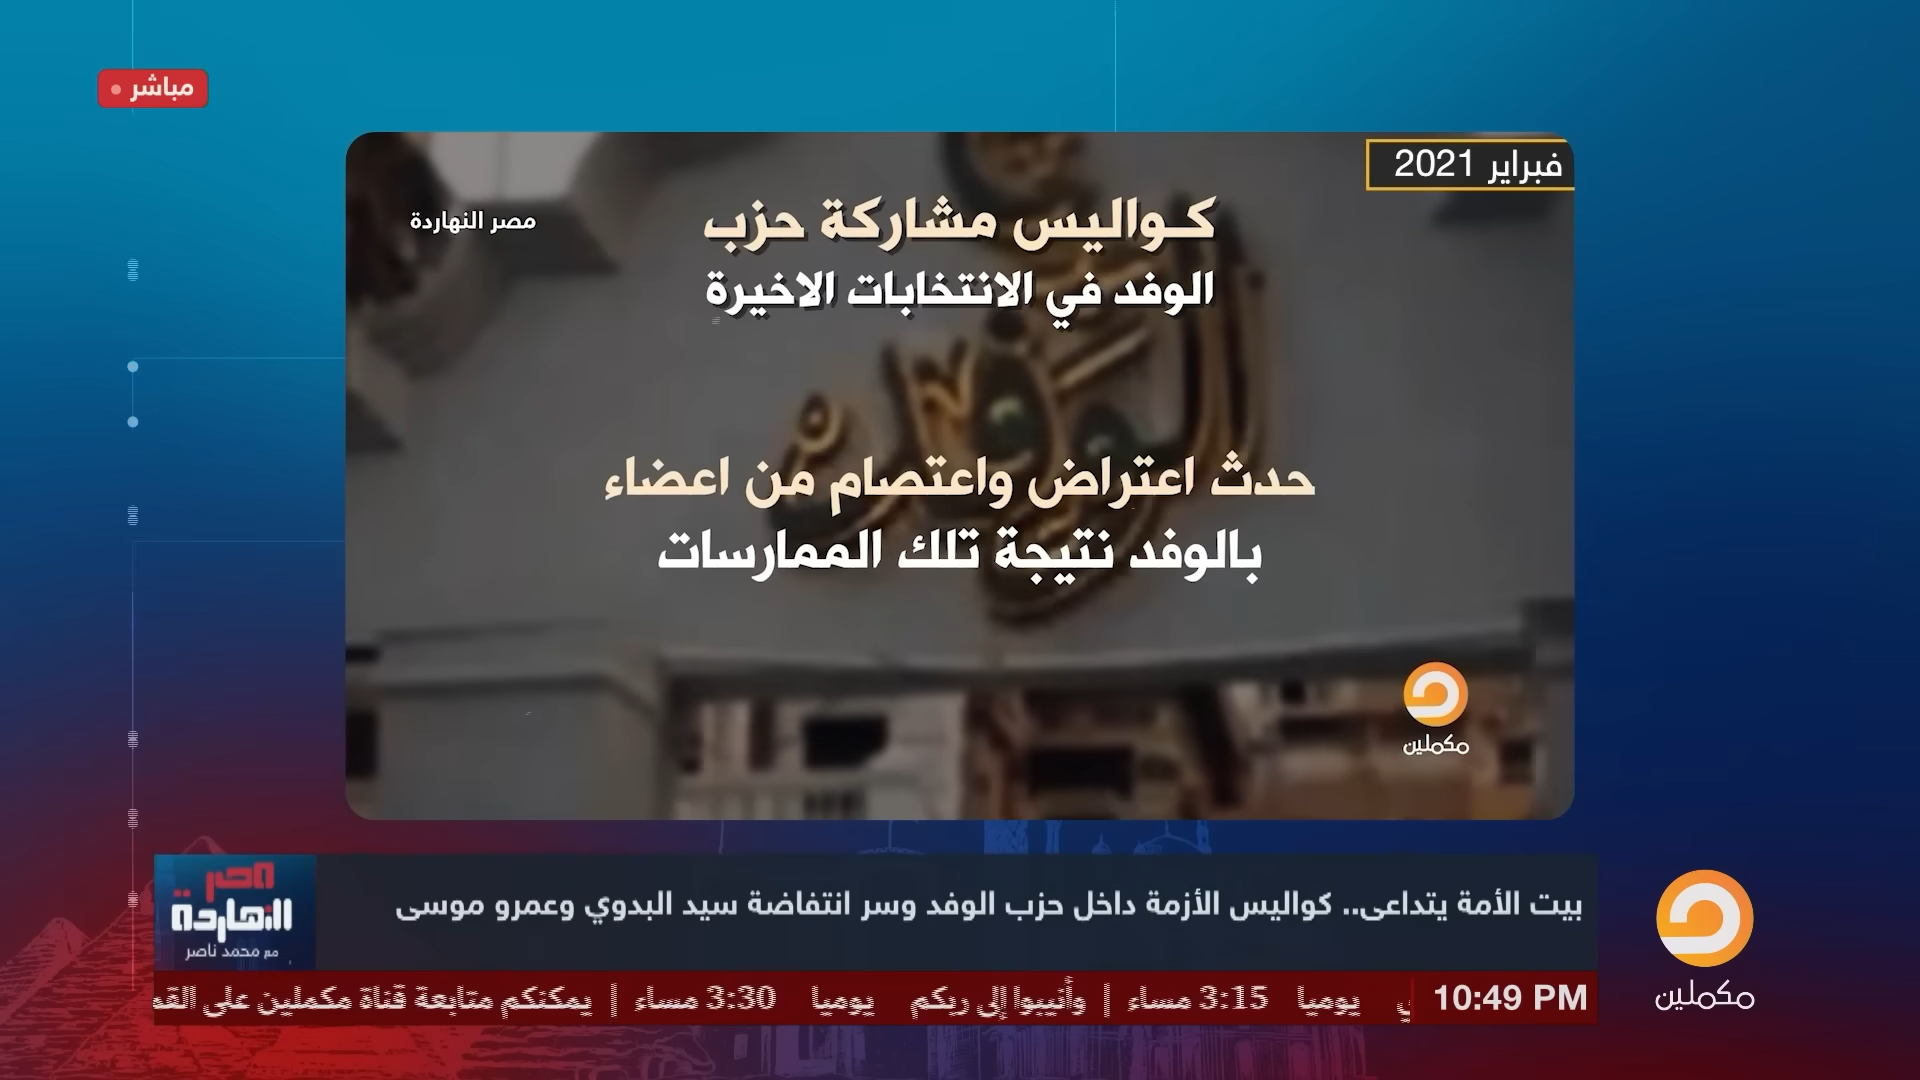 مباشر
فبراير 2021
مصر النهاردة
كواليس مشاركة حزب
الوفد في الانتخابات الاخيرة
الوفد
حدث اعتراض واعتصام من اعضاء
بالوفد نتيجة تلك الممارسات
مكملين
بيت الأمة يتداعى.. كواليس الأزمة داخل حزب الوفد وسر انتفاضة سيد البدوي وعمرو موسى
مصر
النهاردة
مع محمد ناصر
10:49 PM
يوميا 3:15 مساء | وأنيبوا إلى ربكم يوميا 3:30 مساء | يمكنكم متابعة قناة مكملين على
مكملين